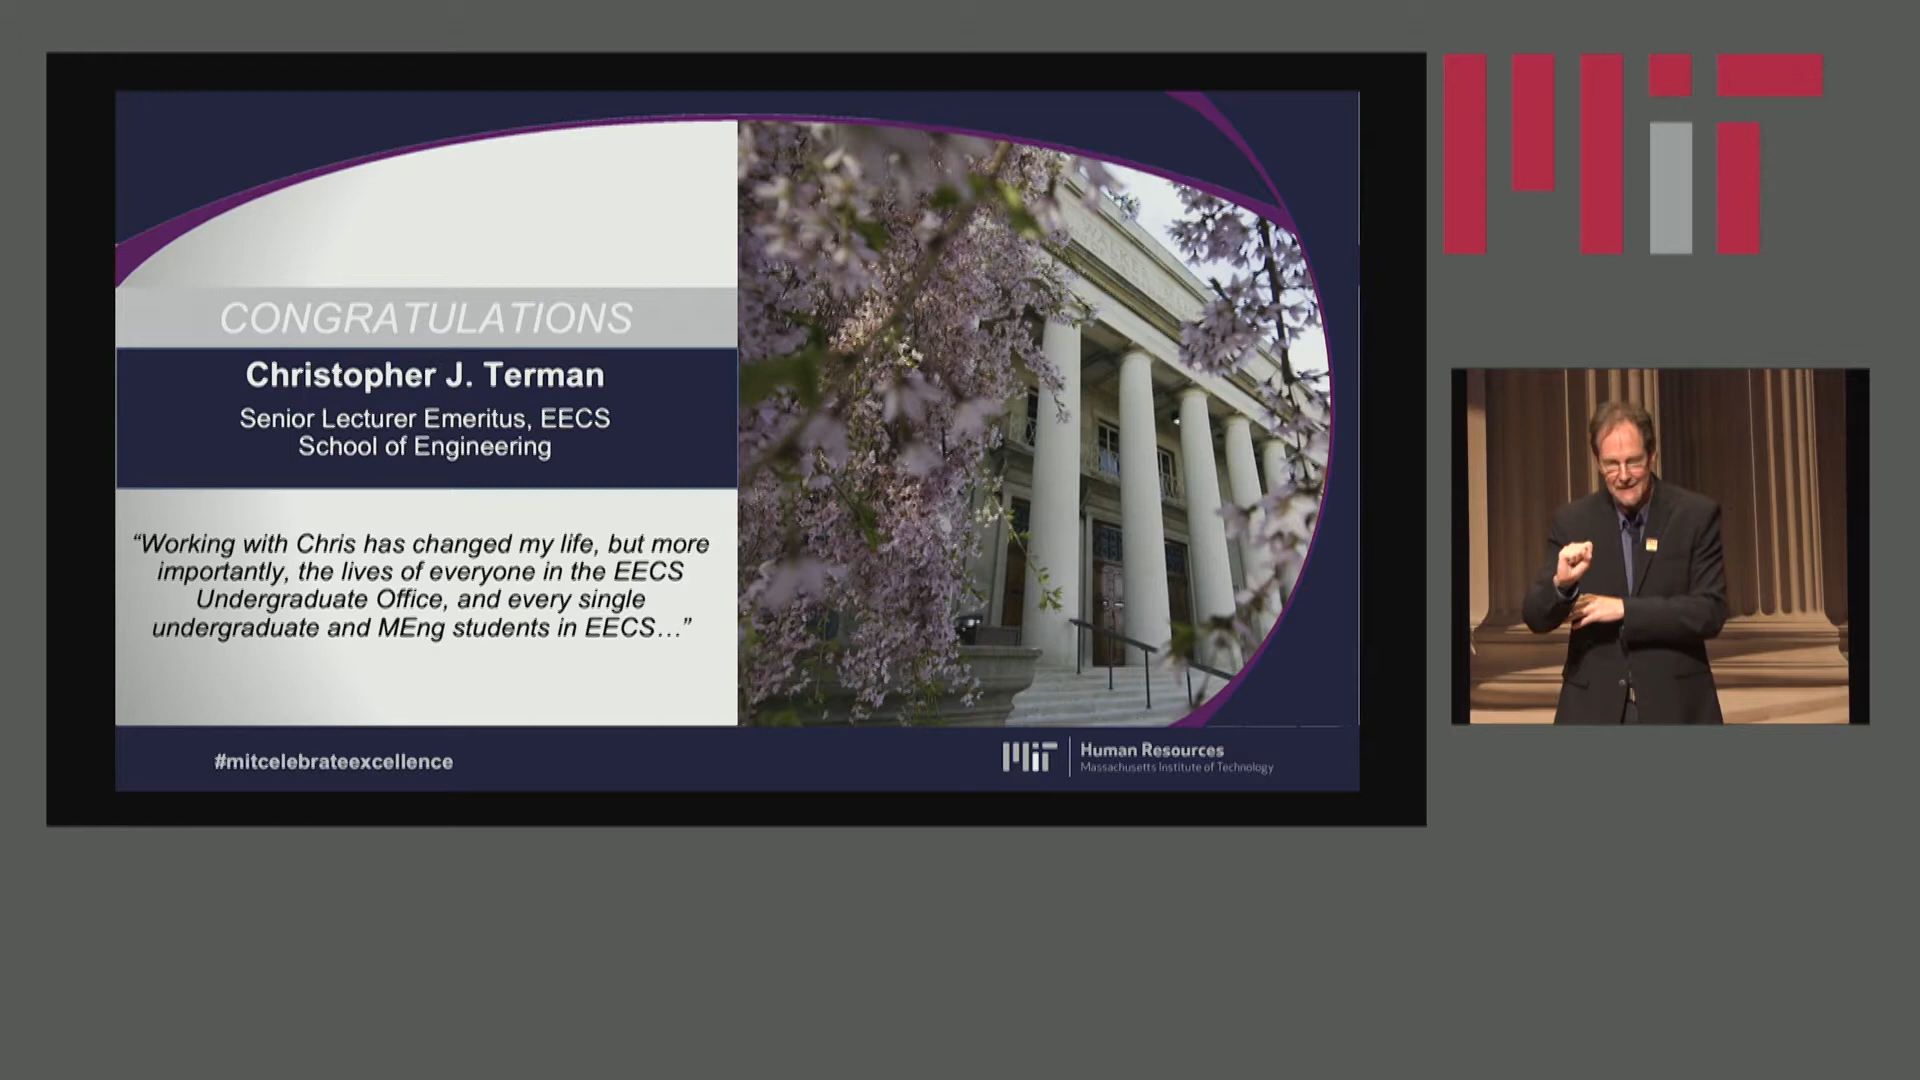 CONGRATULATIONS
Christopher J. Terman
Senior Lecturer Emeritus, EECS
School of Engineering
“Working with Chris has changed my life, but more
importantly, the lives of everyone in the EECS
Undergraduate Office, and every single
undergraduate and MEng students in EECS…”
#mitcelebrateexcellence
MIT
Human Resources
Massachusetts Institute of Technology
MIT